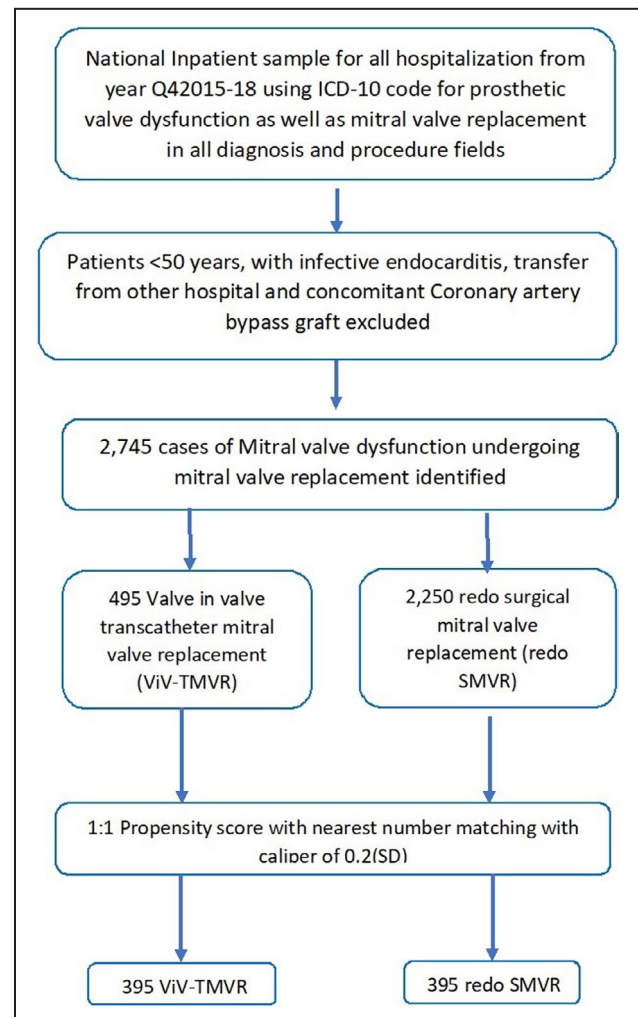 National Inpatient sample for all hospitalization from
year Q42015-18 using ICD-10 code for prosthetic
valve dysfunction as well as mitral valve replacement
in all diagnosis and procedure fields
Patients <50 years, with infective endocarditis, transfer
from other hospital and concomitant Coronary artery
bypass graft excluded
2,745 cases of Mitral valve dysfunction undergoing
mitral valve replacement identified
495 Valve in valve
transcatheter mitral
valve replacement
(ViV-TMVR)
2,250 redo surgical
mitral valve
replacement (redo
SMVR)
1:1 Propensity score with nearest number matching with
caliper of 0.2(SD)
395 ViV-TMVR
395 redo SMVR